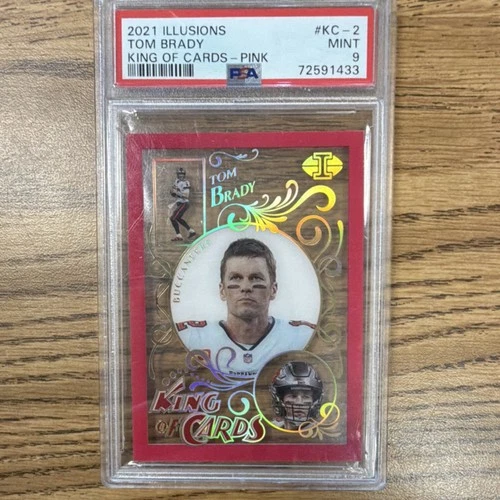 2021 ILLUSIONS #KC-2
TOM BRADY MINT
KING OF CARDS-PINK 9
PSA 72591433
I
TOM
BRADY
BUCCANEERS
KING
OF CARDS